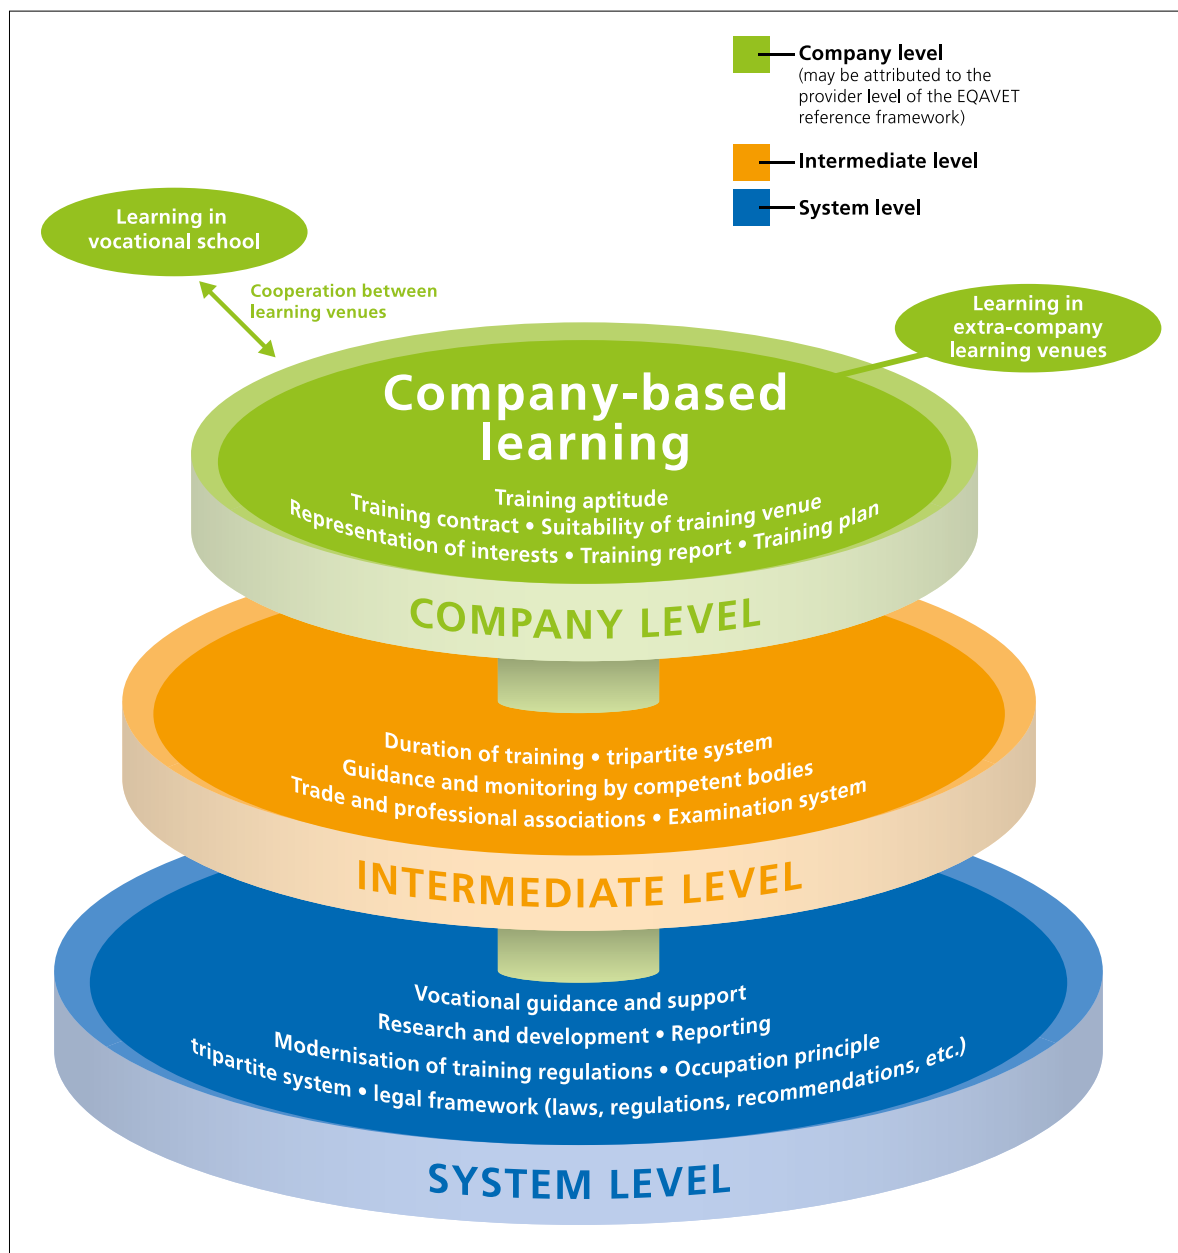 Company level
(may be attributed to the
provider level of the EQAVET
reference framework)
Intermediate level
System level
Learning in
vocational school
Cooperation between
learning venues
Learning in
extra-company
learning venues
Company-based
learning
Training aptitude
Training contract • Suitability of training venue
Representation of interests • Training report • Training plan
COMPANY LEVEL
Duration of training • tripartite system
Guidance and monitoring by competent bodies
Trade and professional associations • Examination system
INTERMEDIATE LEVEL
Vocational guidance and support
Research and development • Reporting
Modernisation of training regulations • Occupation principle
tripartite system • legal framework (laws, regulations, recommendations, etc.)
SYSTEM LEVEL